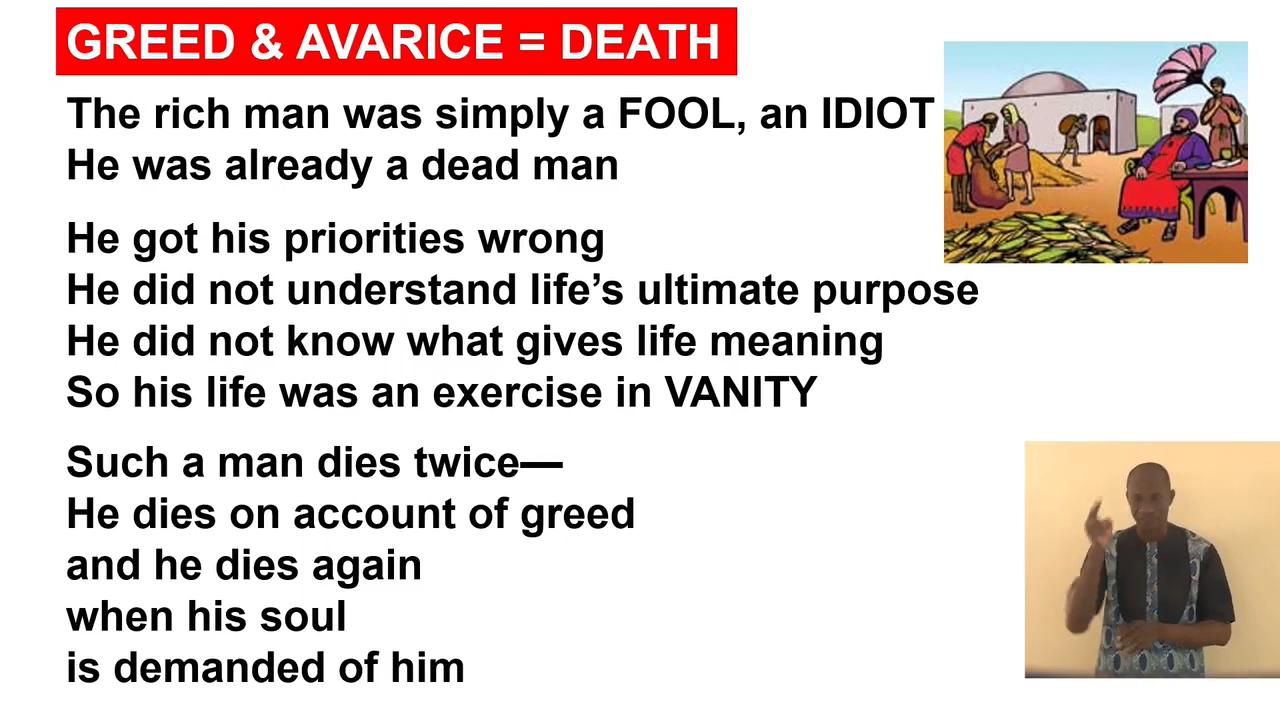 GREED & AVARICE = DEATH
The rich man was simply a FOOL, an IDIOT
He was already a dead man
He got his priorities wrong
He did not understand life’s ultimate purpose
He did not know what gives life meaning
So his life was an exercise in VANITY
Such a man dies twice—
He dies on account of greed
and he dies again
when his soul
is demanded of him